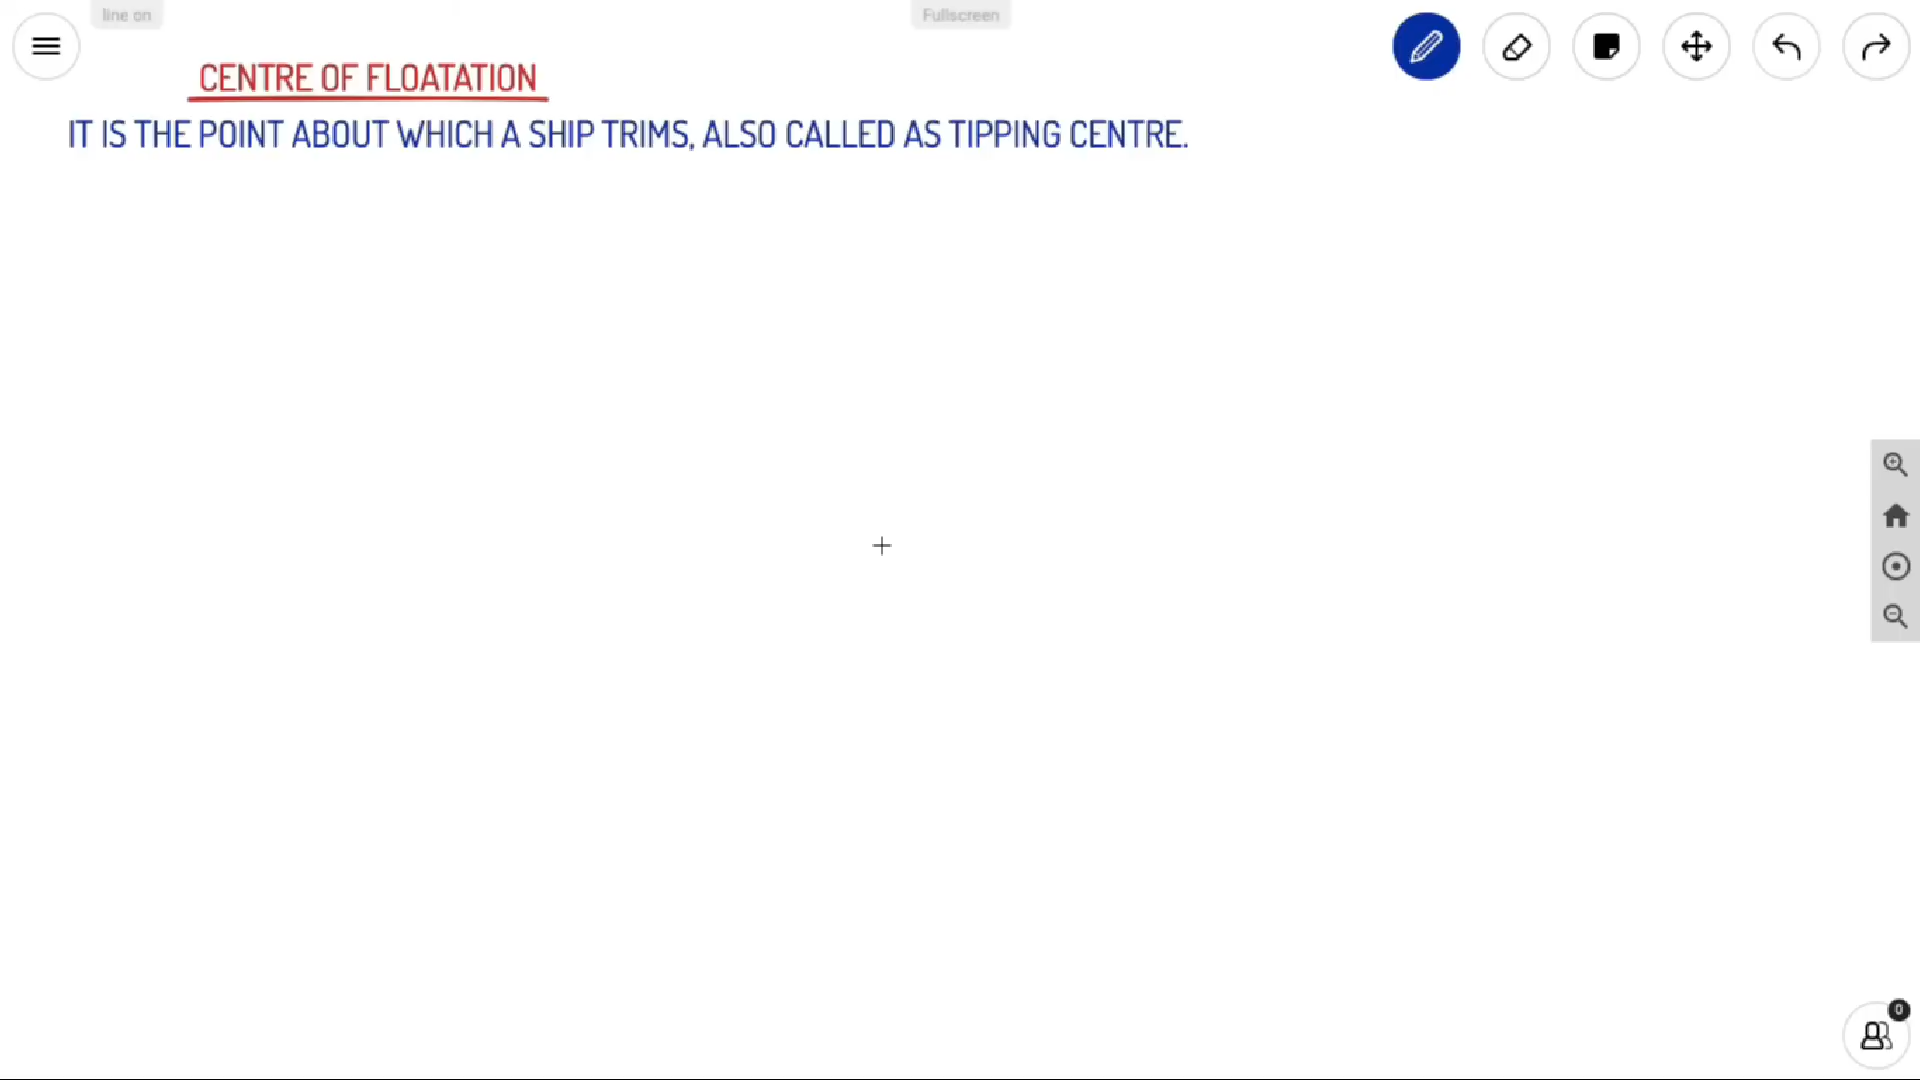 line on
Fullscreen
CENTRE OF FLOATATION
IT IS THE POINT ABOUT WHICH A SHIP TRIMS, ALSO CALLED AS TIPPING CENTRE.
0